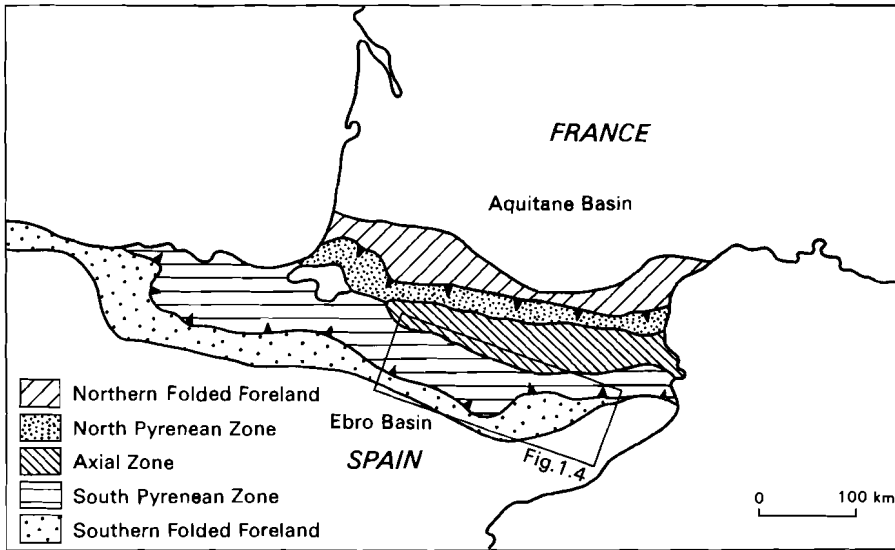 FRANCE
Aquitane Basin
Northern Folded Foreland
North Pyrenean Zone
Axial Zone
South Pyrenean Zone
Southern Folded Foreland
Ebro Basin
SPAIN
Fig.1.4
0 100 km